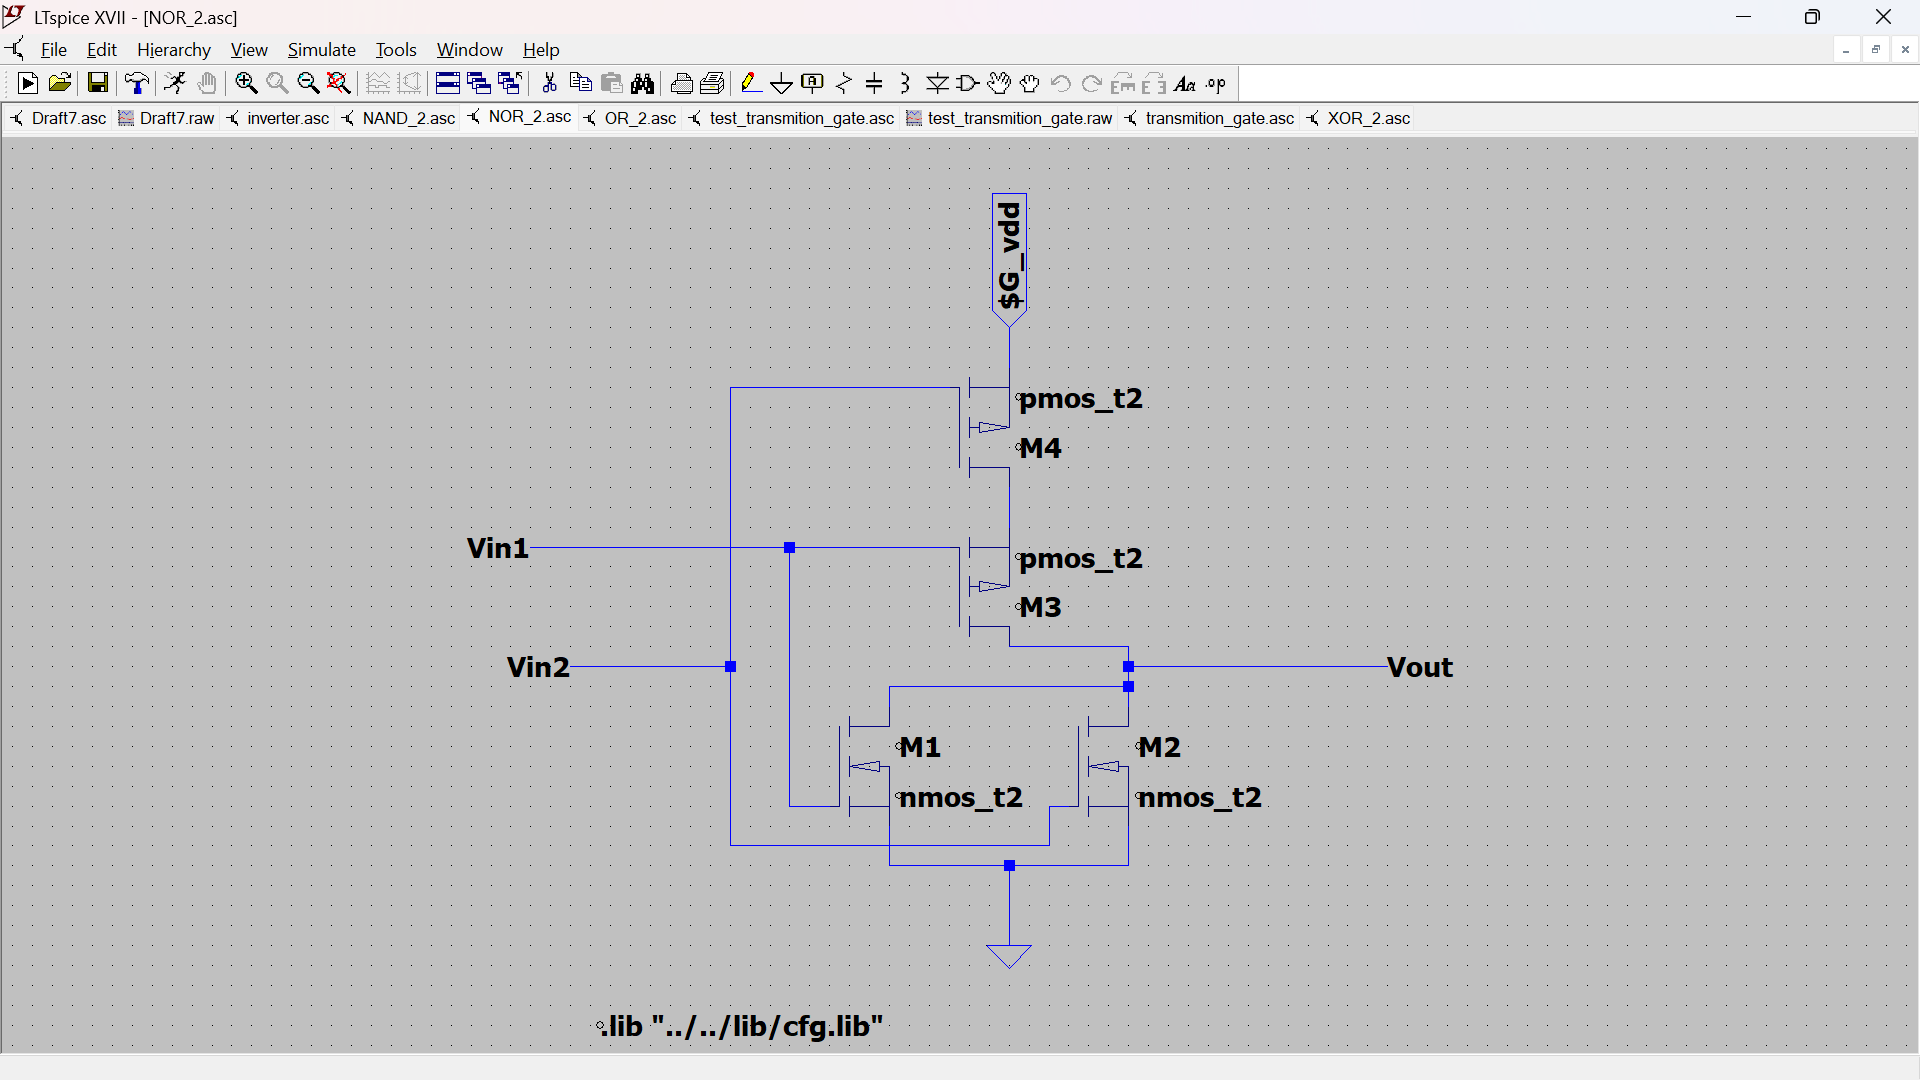 LTspice XVII - [NOR_2.asc]
File Edit Hierarchy View Simulate Tools Window Help
Aa .op
Draft7.asc Draft7.raw inverter.asc NAND_2.asc NOR_2.asc OR_2.asc test_transmition_gate.asc test_transmition_gate.raw transmition_gate.asc XOR_2.asc
$G_vdd
pmos_t2
M4
Vin1
pmos_t2
M3
Vin2
Vout
M1
M2
nmos_t2
nmos_t2
.lib "../../lib/cfg.lib"